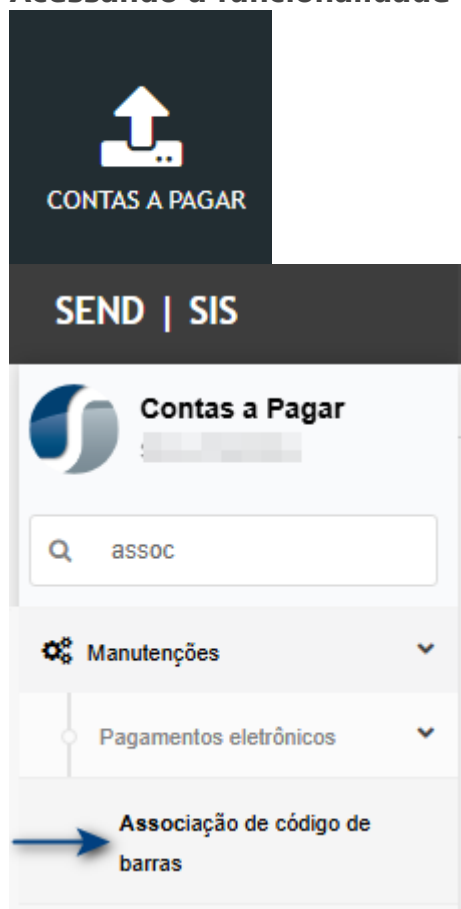 Acessando a funcionalidade
CONTAS A PAGAR
SEND | SIS
Contas a Pagar
assoc
Manutenções
Pagamentos eletrônicos
Associação de código de
barras